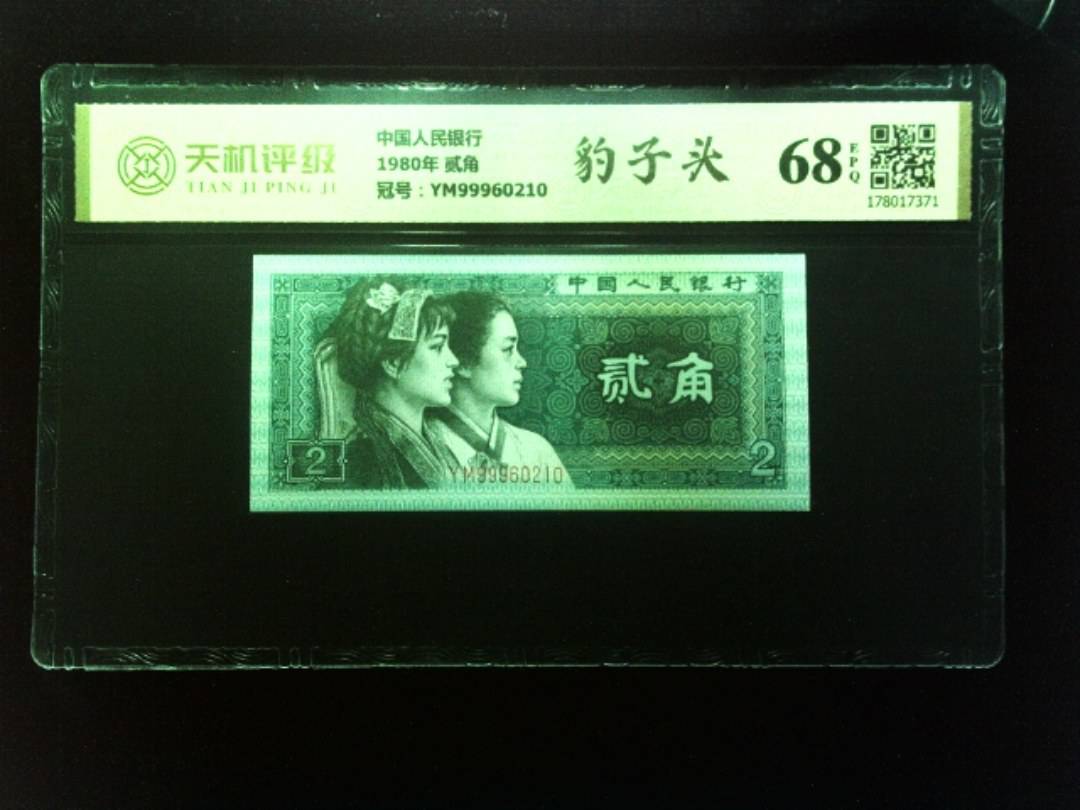 天机评级
TIAN JI PING JI
中国人民银行
1980年 贰角
冠号：YM99960210
豹子头
68
EPQ
178017371
中国人民银行
贰角
2
YM99960210
2